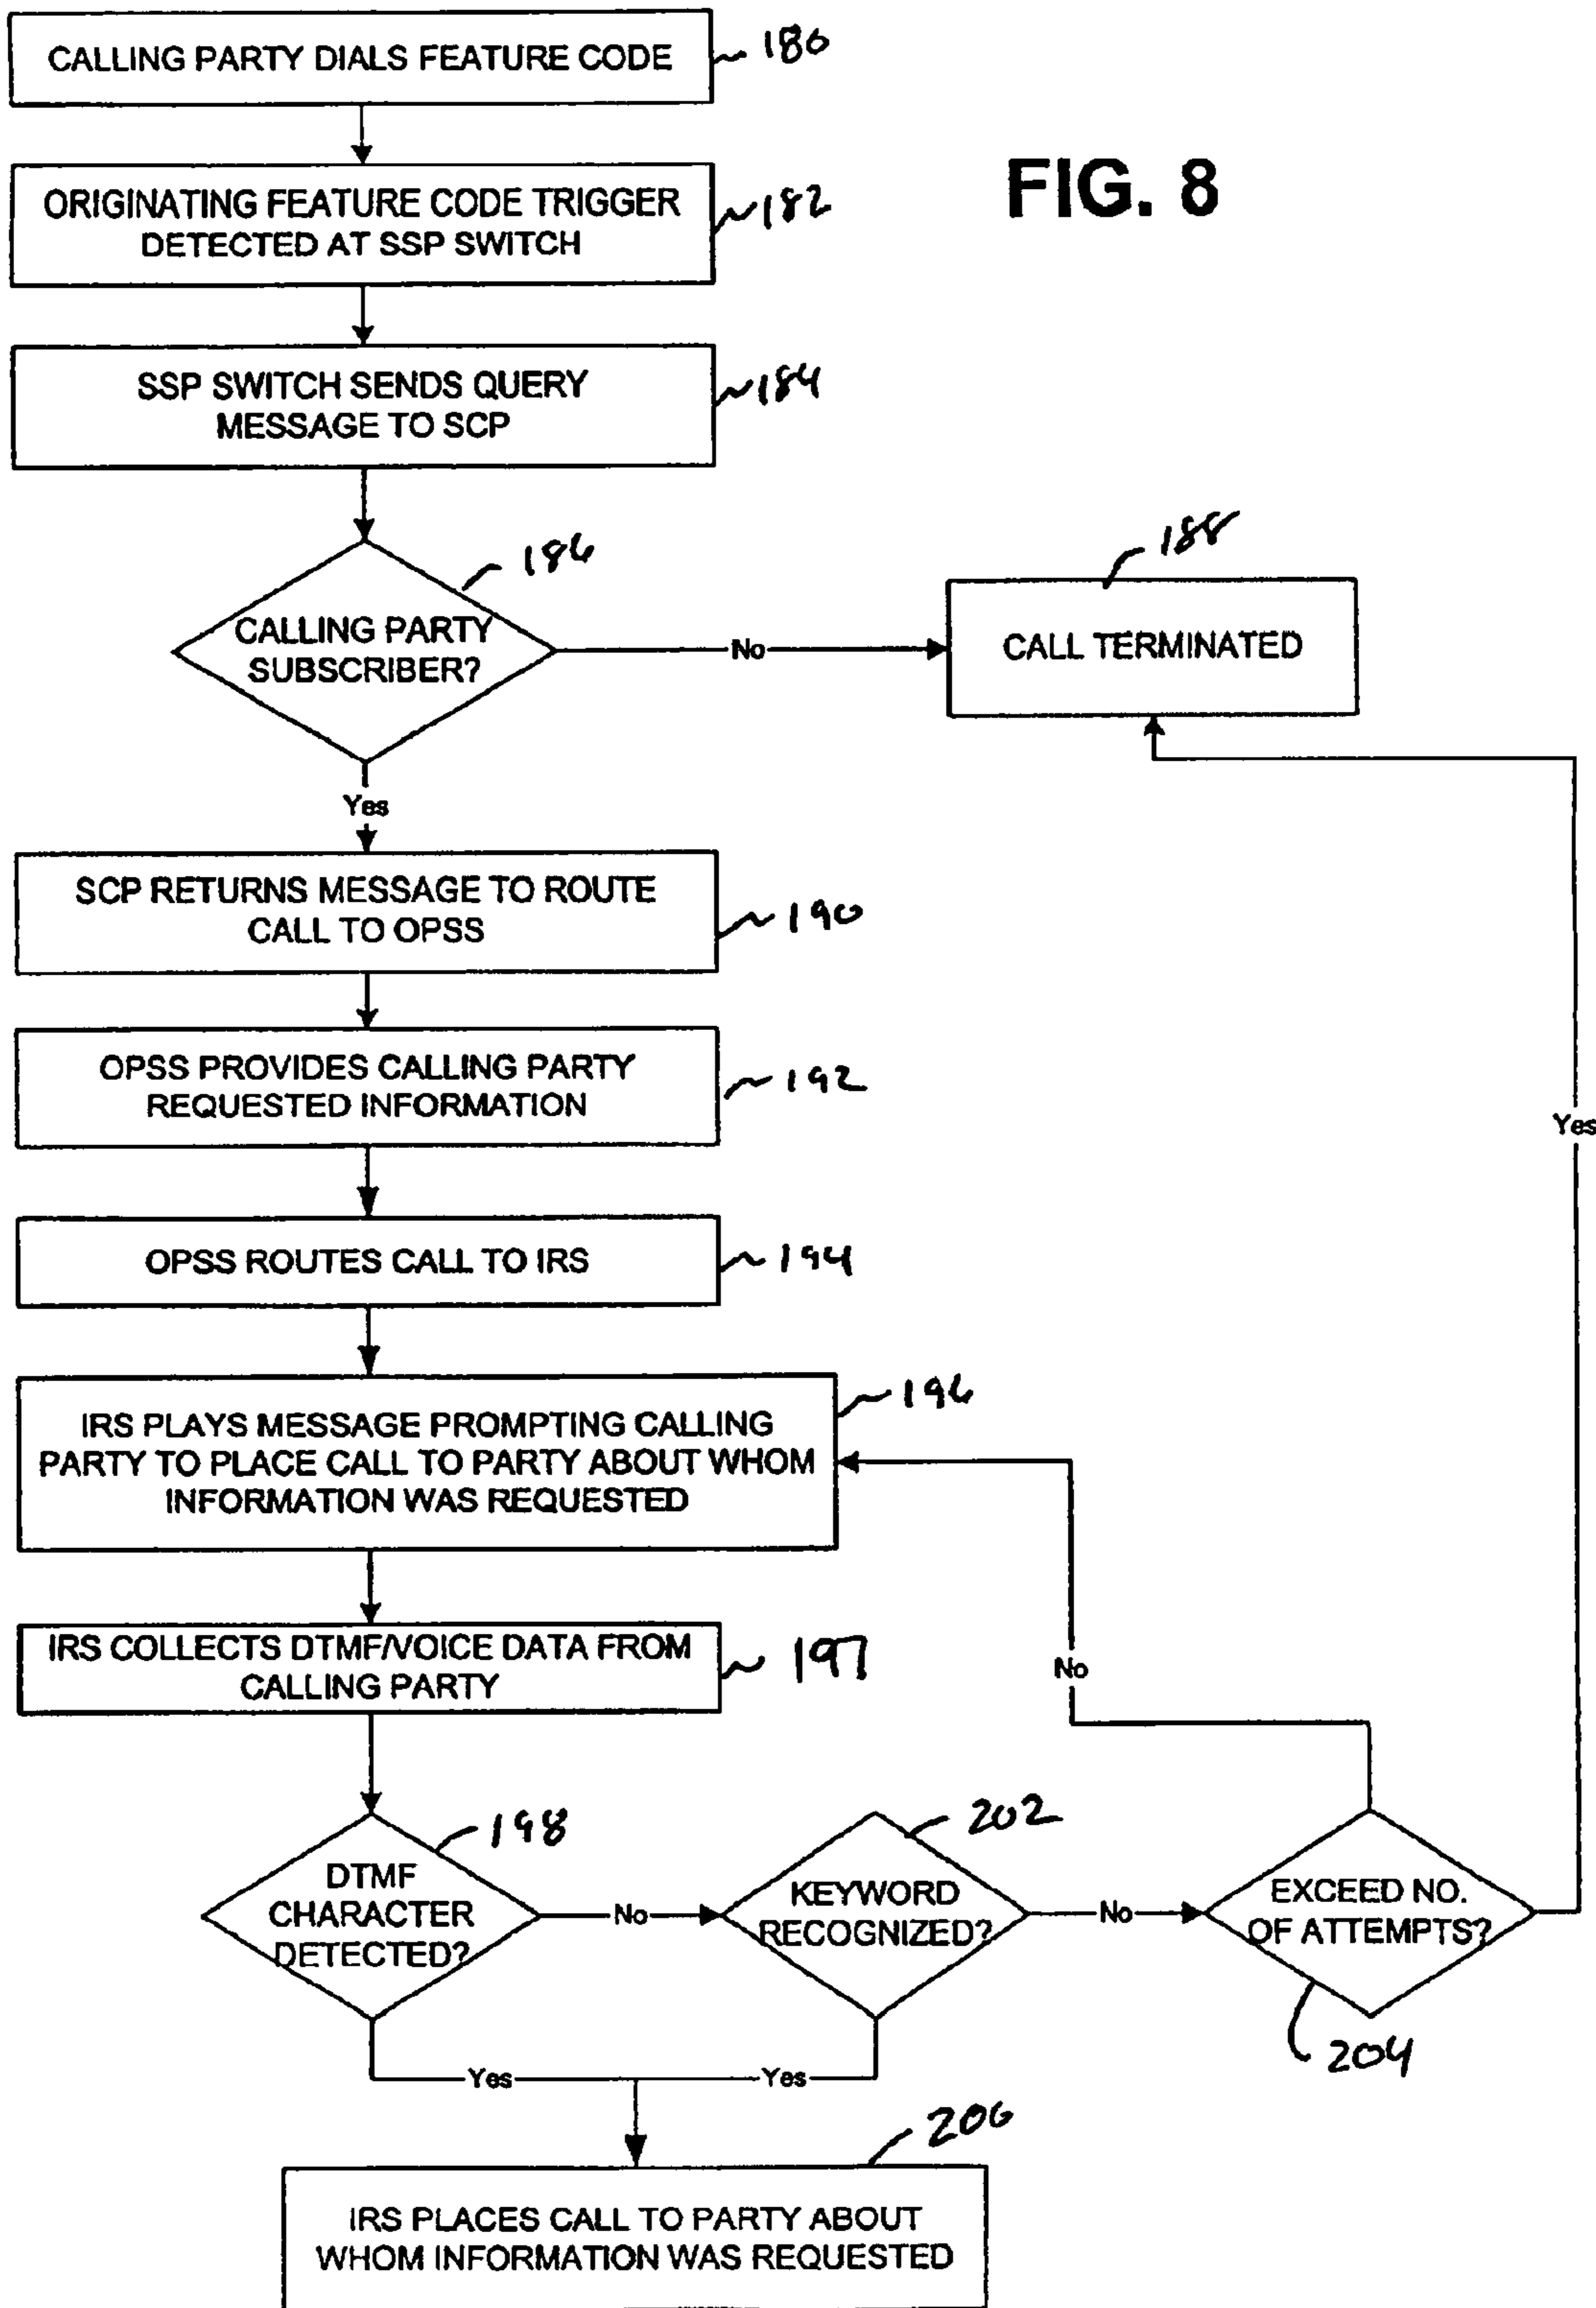 CALLING PARTY DIALS FEATURE CODE
180
FIG. 8
ORIGINATING FEATURE CODE TRIGGER
DETECTED AT SSP SWITCH
182
SSP SWITCH SENDS QUERY
MESSAGE TO SCP
184
186
CALLING PARTY
SUBSCRIBER?
No
188
CALL TERMINATED
Yes
SCP RETURNS MESSAGE TO ROUTE
CALL TO OPSS
190
OPSS PROVIDES CALLING PARTY
REQUESTED INFORMATION
192
Yes
OPSS ROUTES CALL TO IRS
194
IRS PLAYS MESSAGE PROMPTING CALLING
PARTY TO PLACE CALL TO PARTY ABOUT WHOM
INFORMATION WAS REQUESTED
196
IRS COLLECTS DTMF/VOICE DATA FROM
CALLING PARTY
197
No
198
DTMF
CHARACTER
DETECTED?
No
202
KEYWORD
RECOGNIZED?
No
EXCEED NO.
OF ATTEMPTS?
204
Yes
Yes
206
IRS PLACES CALL TO PARTY ABOUT
WHOM INFORMATION WAS REQUESTED